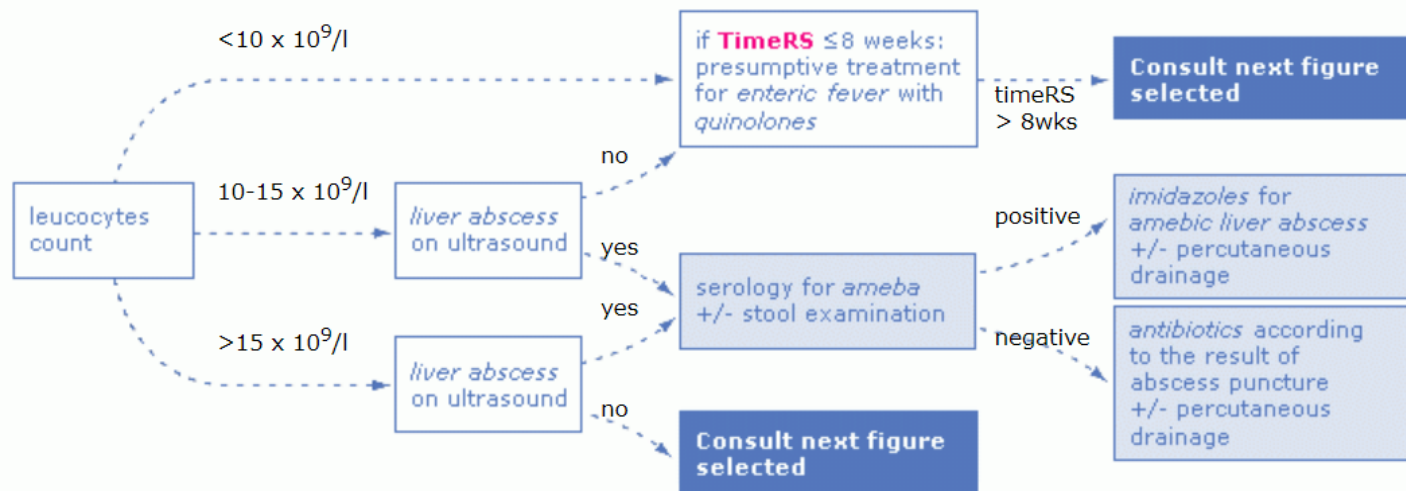 <10 x 10⁹/l
if TimeRS ≤8 weeks:
presumptive treatment
for enteric fever with
quinolones
timeRS
> 8wks
Consult next figure
selected
no
leucocytes
count
10-15 x 10⁹/l
liver abscess
on ultrasound
yes
yes
serology for ameba
+/- stool examination
positive
imidazoles for
amebic liver abscess
+/- percutaneous
drainage
>15 x 10⁹/l
liver abscess
on ultrasound
negative
antibiotics according
to the result of
abscess puncture
+/- percutaneous
drainage
no
Consult next figure
selected